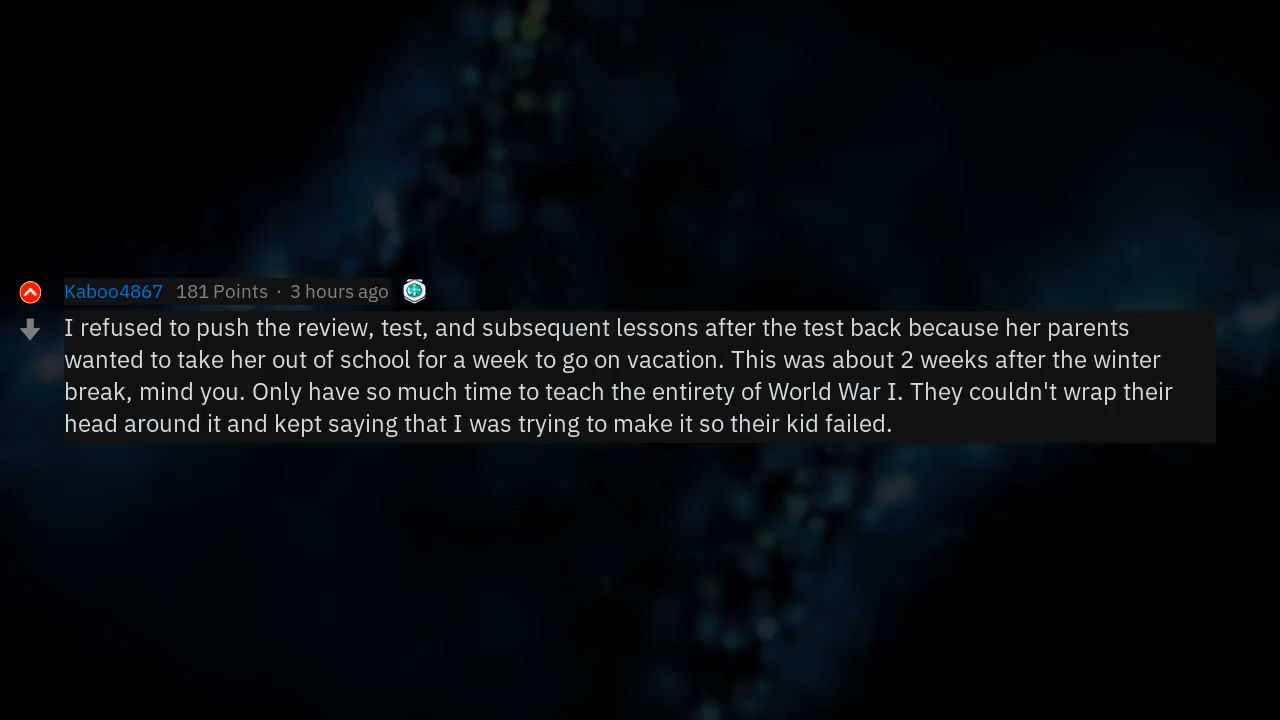 Kaboo4867 181 Points · 3 hours ago
I refused to push the review, test, and subsequent lessons after the test back because her parents
wanted to take her out of school for a week to go on vacation. This was about 2 weeks after the winter
break, mind you. Only have so much time to teach the entirety of World War I. They couldn't wrap their
head around it and kept saying that I was trying to make it so their kid failed.